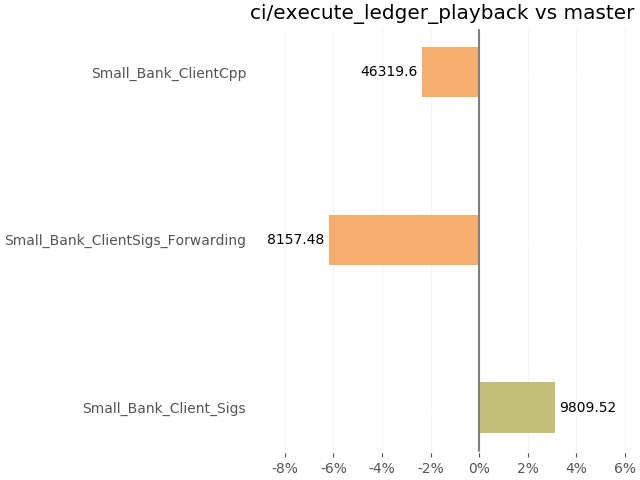 ci/execute_ledger_playback vs master
Small_Bank_ClientCpp
46319.6
Small_Bank_ClientSigs_Forwarding
8157.48
Small_Bank_Client_Sigs
9809.52
-8% -6% -4% -2% 0% 2% 4% 6%